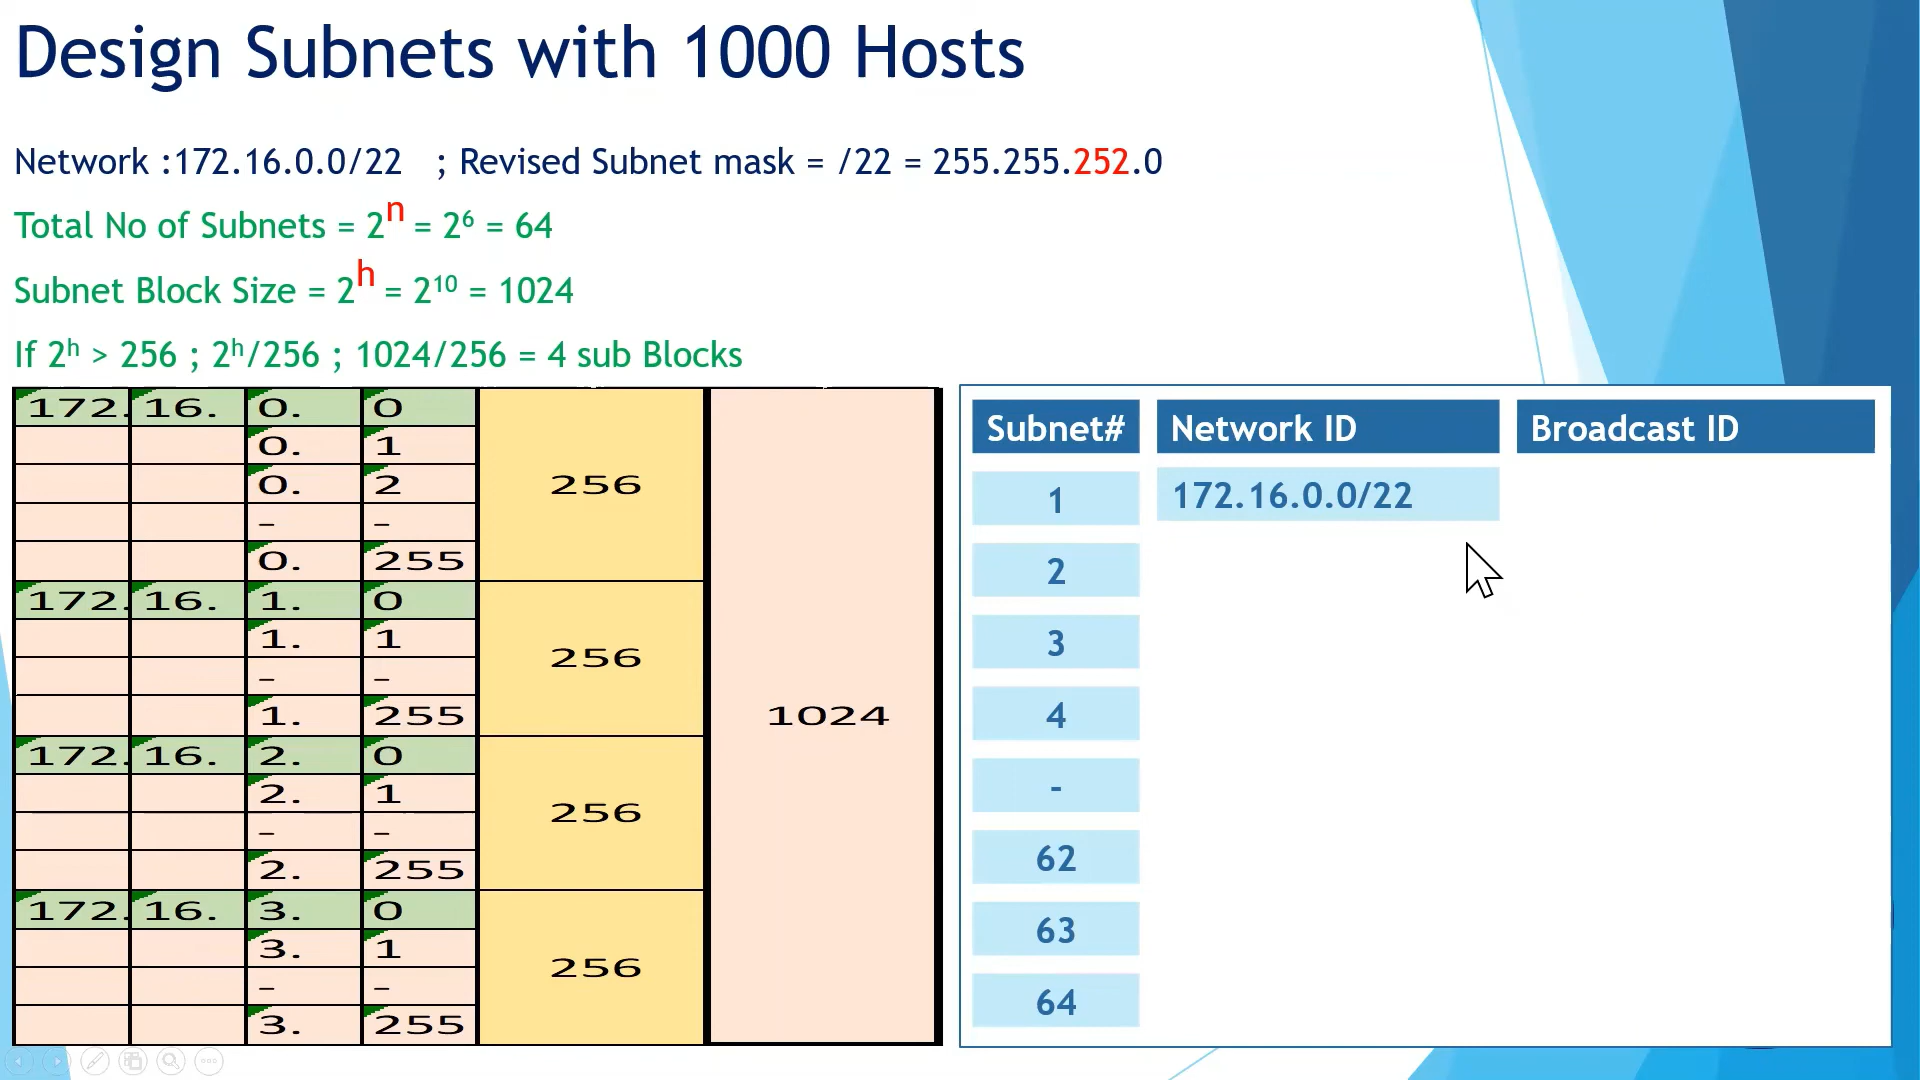 Design Subnets with 1000 Hosts
Network :172.16.0.0/22 ; Revised Subnet mask = /22 = 255.255.252.0
Total No of Subnets = 2ⁿ = 2⁶ = 64
Subnet Block Size = 2ʰ = 2¹⁰ = 1024
If 2ʰ > 256 ; 2ʰ/256 ; 1024/256 = 4 sub Blocks
172. 16. 0. 0
0. 1
0. 2
- -
0. 255
256
172. 16. 1. 0
1. 1
- -
1. 255
256
172. 16. 2. 0
2. 1
- -
2. 255
256
172. 16. 3. 0
3. 1
- -
3. 255
256
1024
Subnet# Network ID Broadcast ID
1 172.16.0.0/22
2
3
4
-
62
63
64